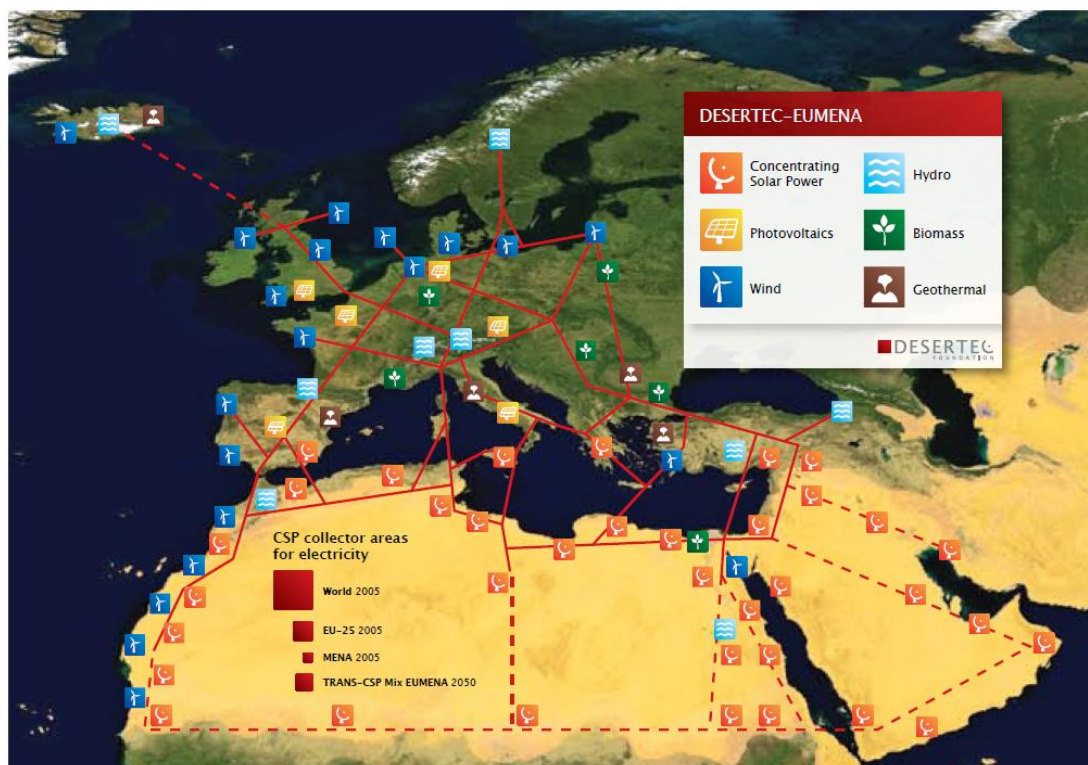 DESERTEC-EUMENA
Concentrating
Solar Power
Hydro
Photovoltaics
Biomass
Wind
Geothermal
DESERTEC
FOUNDATION
CSP collector areas
for electricity
World 2005
EU-25 2005
MENA 2005
TRANS-CSP Mix EUMENA 2050